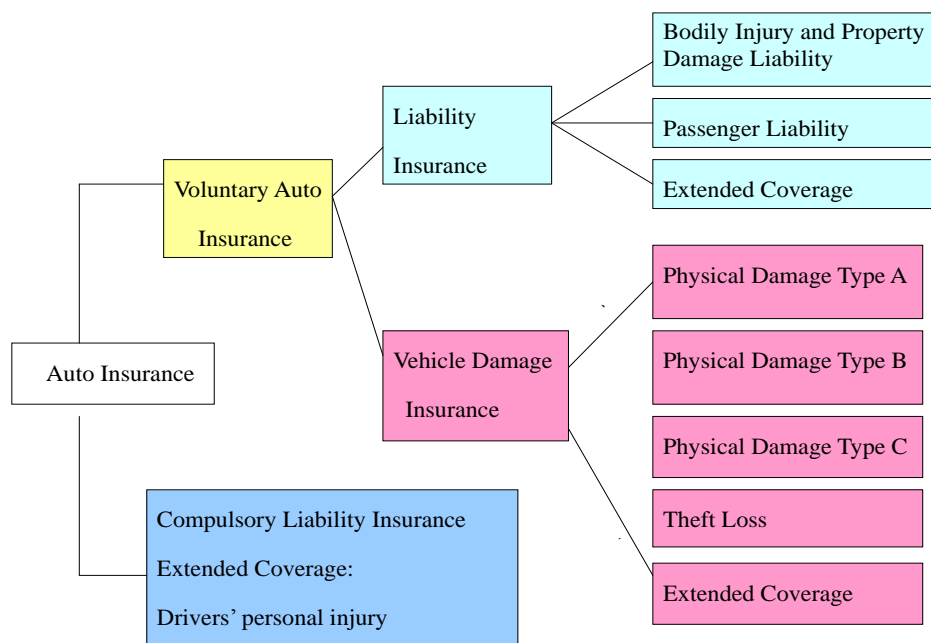 Auto Insurance
Voluntary Auto
Insurance
Liability
Insurance
Bodily Injury and Property
Damage Liability
Passenger Liability
Extended Coverage
Vehicle Damage
Insurance
Physical Damage Type A
Physical Damage Type B
Physical Damage Type C
Theft Loss
Extended Coverage
Compulsory Liability Insurance
Extended Coverage:
Drivers’ personal injury